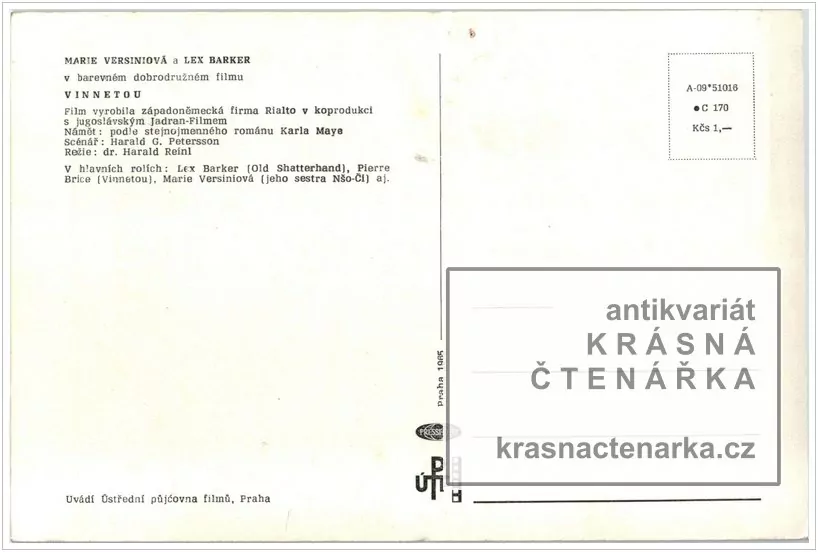 MARIE VERSINIOVÁ a LEX BARKER
v barevném dobrodružném filmu
VINNETOU
Film vyrobila západoněmecká firma Rialto v koprodukci
s jugoslávským Jadran-Filmem
Námět: podle stejnojmenného románu Karla Maye
Scénář: Harald G. Petersson
Režie: dr. Harald Reinl
V hlavních rolích: Lex Barker (Old Shatterhand), Pierre
Brice (Vinnetou), Marie Versiniová (jeho sestra Nšo-Či) aj.
Uvádí Ústřední půjčovna filmů, Praha
A-09*51016
●C 170
Kčs 1,—
Praha 1965
PRESSFOTO
antikvariát
KRÁSNÁ
ČTENÁŘKA
krasnactenarka.cz